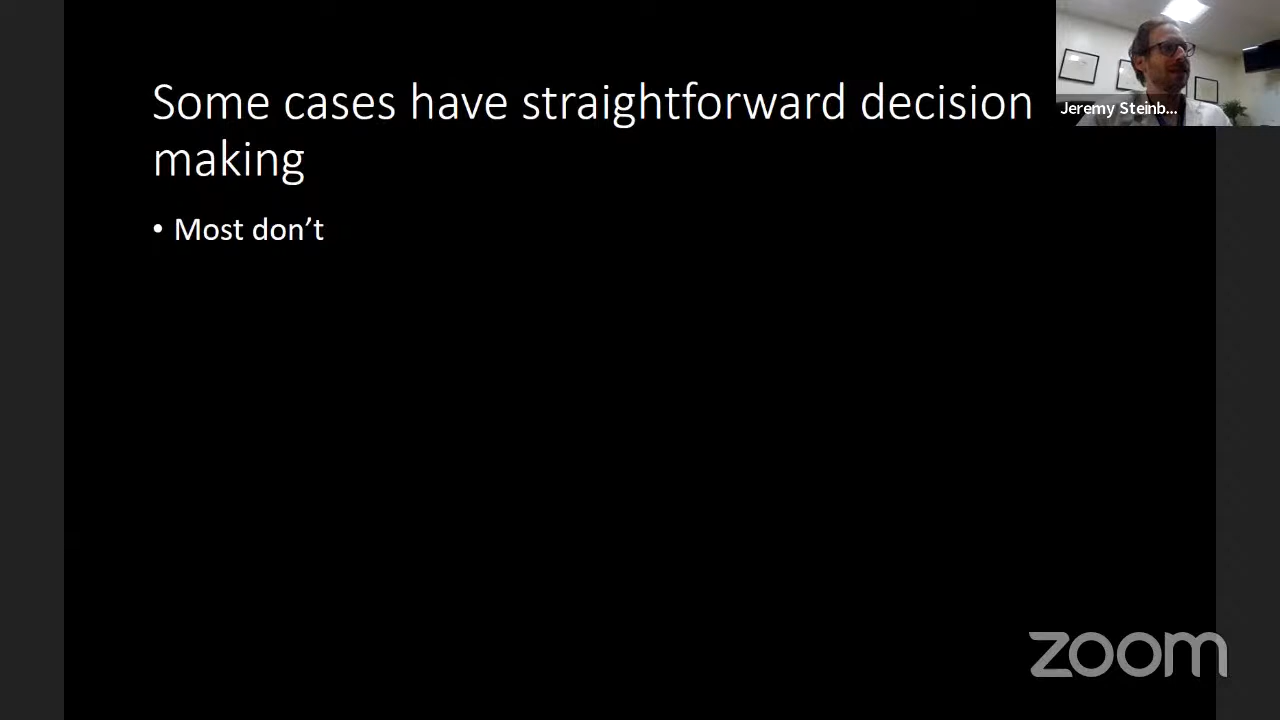 Some cases have straightforward decision
making
• Most don’t
Jeremy Steinb...
zoom